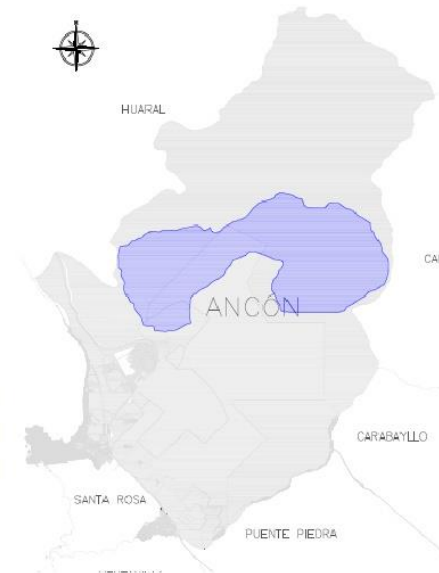 HUARAL
ANCÓN
CARABAYLLO
SANTA ROSA
PUENTE PIEDRA